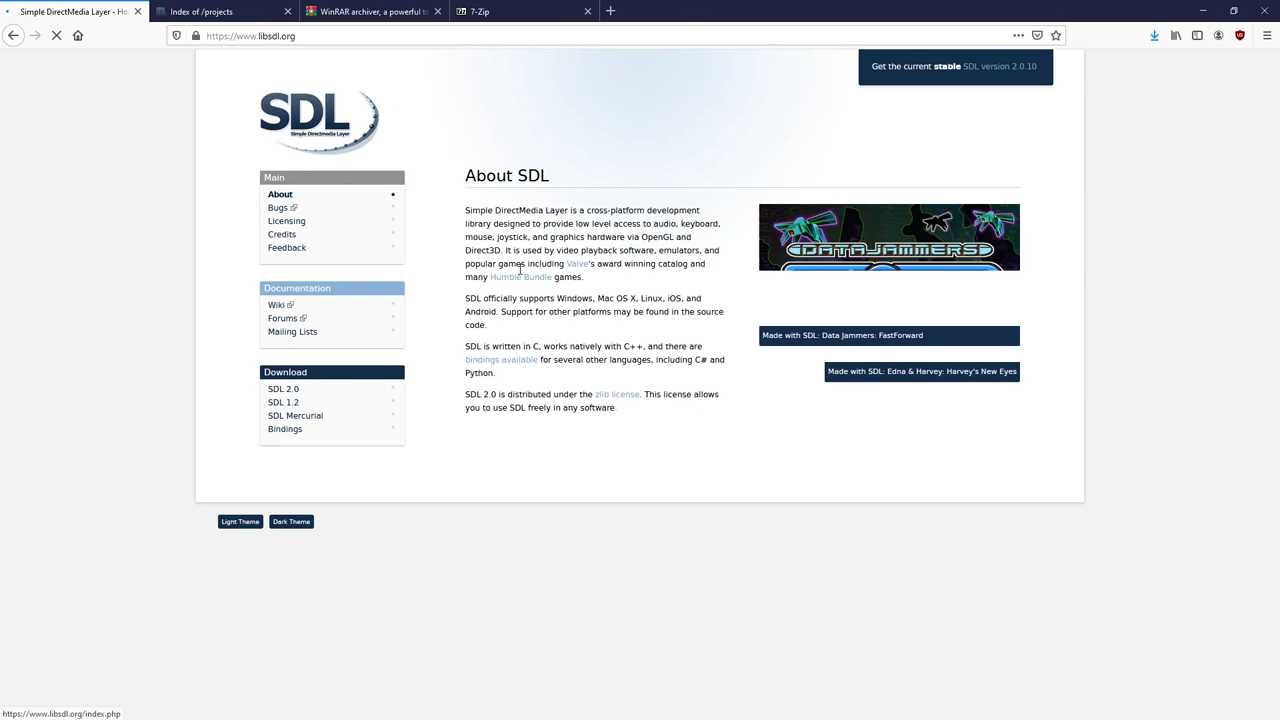 Simple DirectMedia Layer - Ho
Index of /projects
WinRAR archiver, a powerful to
7-Zip
https://www.libsdl.org
Get the current stable SDL version 2.0.10
SDL
Simple Directmedia Layer
Main
About
Bugs
Licensing
Credits
Feedback
Documentation
Wiki
Forums
Mailing Lists
Download
SDL 2.0
SDL 1.2
SDL Mercurial
Bindings
About SDL
Simple DirectMedia Layer is a cross-platform development
library designed to provide low level access to audio, keyboard,
mouse, joystick, and graphics hardware via OpenGL and
Direct3D. It is used by video playback software, emulators, and
popular games including Valve's award winning catalog and
many Humble Bundle games.
SDL officially supports Windows, Mac OS X, Linux, iOS, and
Android. Support for other platforms may be found in the source
code.
SDL is written in C, works natively with C++, and there are
bindings available for several other languages, including C# and
Python.
SDL 2.0 is distributed under the zlib license. This license allows
you to use SDL freely in any software.
DATAJAMMERS
Made with SDL: Data Jammers: FastForward
Made with SDL: Edna & Harvey: Harvey's New Eyes
Light Theme
Dark Theme
https://www.libsdl.org/index.php